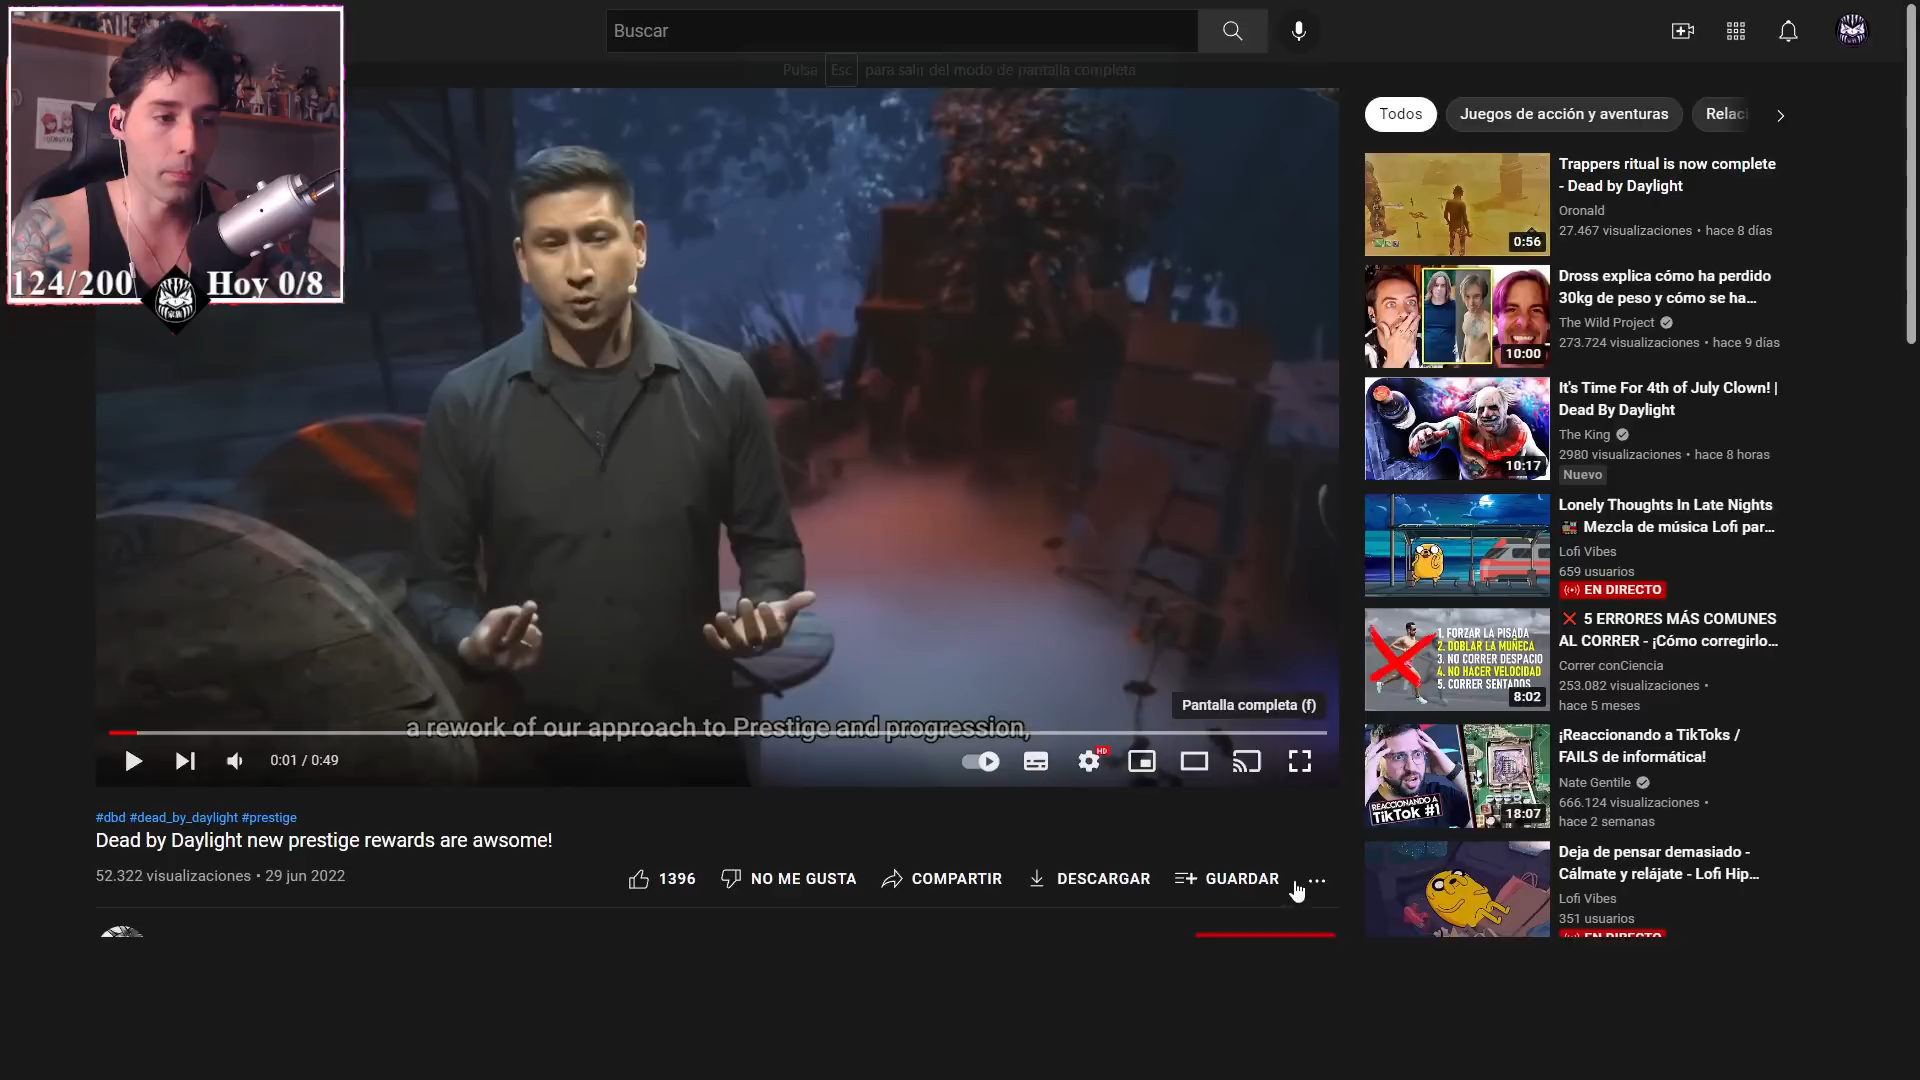 Buscar
Pulsa Esc para salir del modo de pantalla completa
124/200
Hoy 0/8
a rework of our approach to Prestige and progression,
Pantalla completa (f)
0:01 / 0:49
HD
#dbd #dead_by_daylight #prestige
Dead by Daylight new prestige rewards are awsome!
52.322 visualizaciones • 29 jun 2022
1396
NO ME GUSTA
COMPARTIR
DESCARGAR
GUARDAR
Todos
Juegos de acción y aventuras
Relaci
0:56
Trappers ritual is now complete
- Dead by Daylight
Oronald
27.467 visualizaciones • hace 8 días
10:00
Dross explica cómo ha perdido
30kg de peso y cómo se ha...
The Wild Project
273.724 visualizaciones • hace 9 días
10:17
It's Time For 4th of July Clown! |
Dead By Daylight
The King
2980 visualizaciones • hace 8 horas
Nuevo
Lonely Thoughts In Late Nights
🚂 Mezcla de música Lofi par...
Lofi Vibes
659 usuarios
EN DIRECTO
1. FORZAR LA PISADA
2. DOBLAR LA MUÑECA
3. NO CORRER DESPACIO
4. NO HACER VELOCIDAD
5. CORRER SENTADOS
8:02
❌ 5 ERRORES MÁS COMUNES
AL CORRER - ¡Cómo corregirlo...
Correr conCiencia
253.082 visualizaciones •
hace 5 meses
REACCIONANDO A
TikTok #1
18:07
¡Reaccionando a TikToks /
FAILS de informática!
Nate Gentile
666.124 visualizaciones •
hace 2 semanas
Deja de pensar demasiado -
Cálmate y relájate - Lofi Hip...
Lofi Vibes
351 usuarios
EN DIRECTO